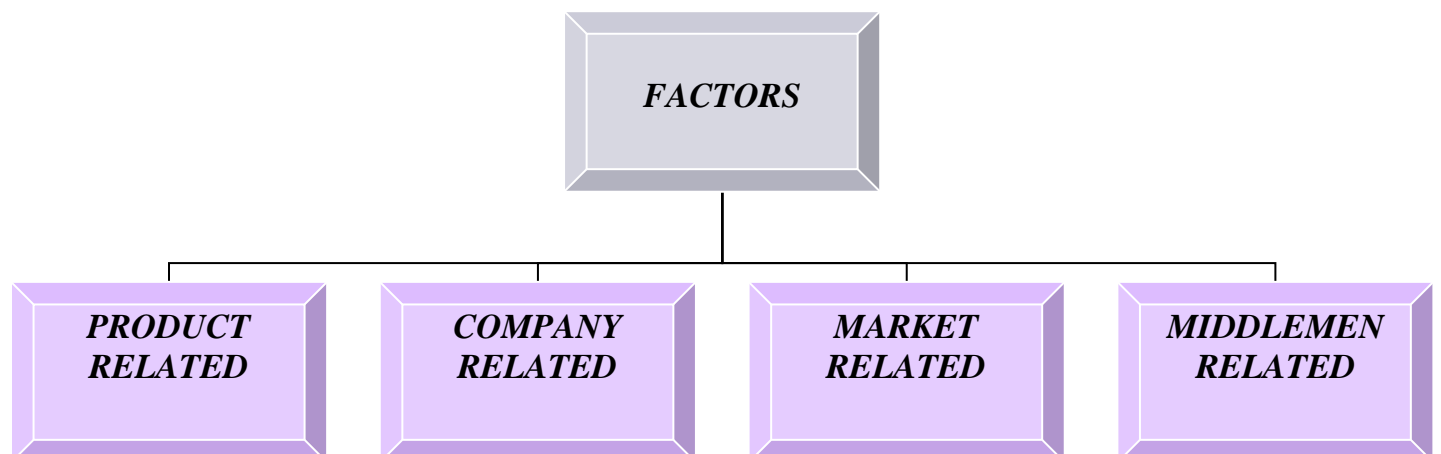 FACTORS
PRODUCT
RELATED
COMPANY
RELATED
MARKET
RELATED
MIDDLEMEN
RELATED